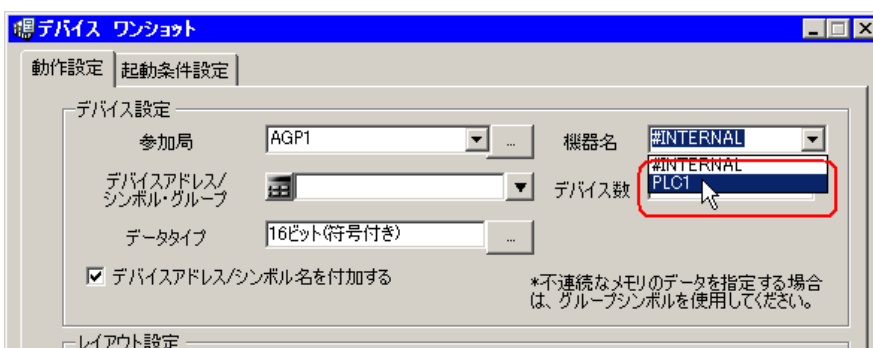 デバイス ワンショット
動作設定 起動条件設定
デバイス設定
参加局 AGP1 ... 機器名 #INTERNAL
#INTERNAL
PLC1
デバイスアドレス/
シンボル・グループ
デバイス数
データタイプ 16ビット(符号付き) ...
デバイスアドレス/シンボル名を付加する
*不連続なメモリのデータを指定する場合
は、グループシンボルを使用してください。
レイアウト設定